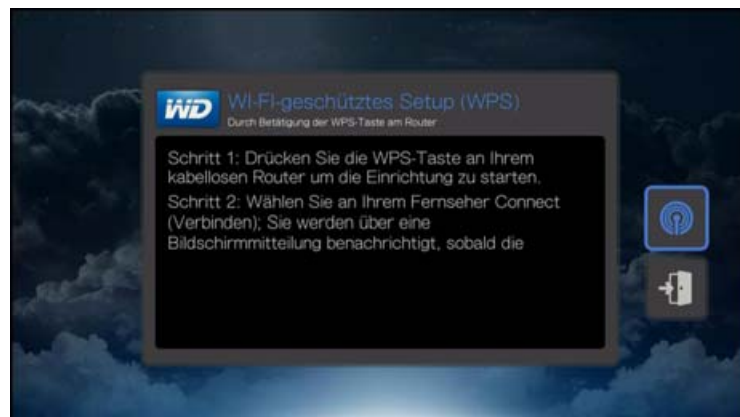 WD
WI-FI-geschütztes Setup (WPS)
Durch Betätigung der WPS-Taste am Router
Schritt 1: Drücken Sie die WPS-Taste an Ihrem
kabellosen Router um die Einrichtung zu starten.
Schritt 2: Wählen Sie an Ihrem Fernseher Connect
(Verbinden); Sie werden über eine
Bildschirmmitteilung benachrichtigt, sobald die